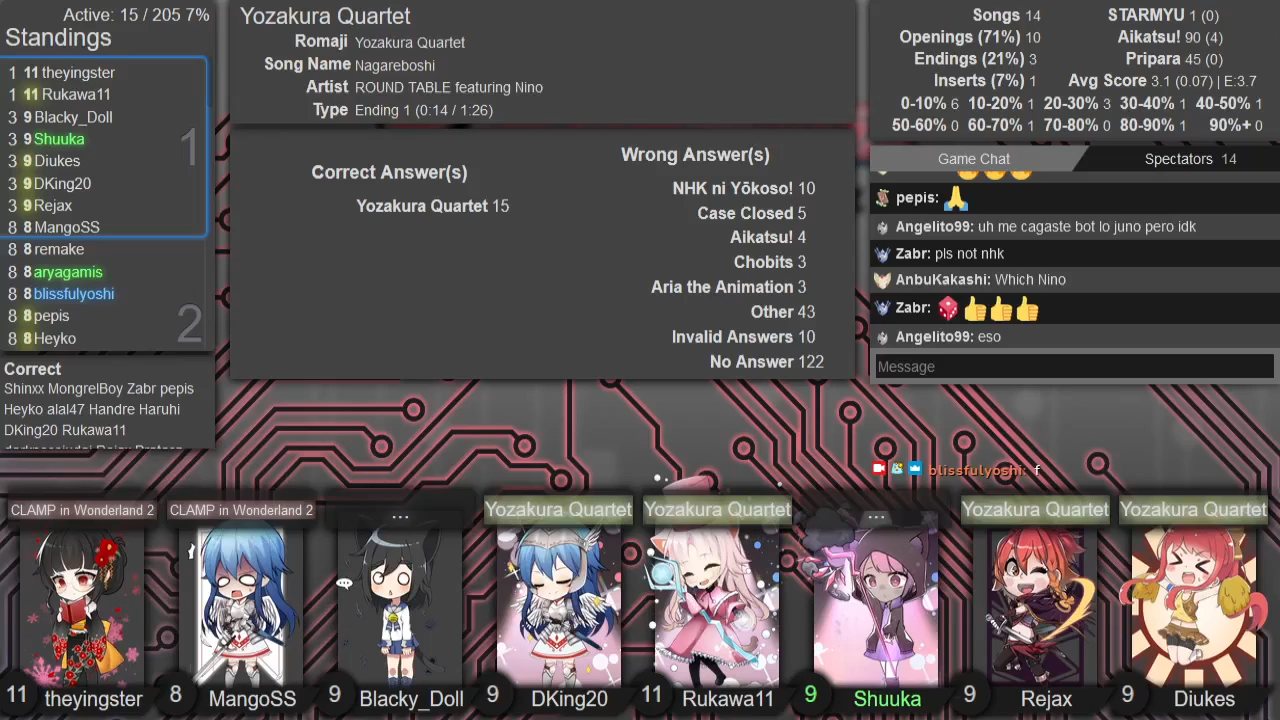 Active: 15 / 205 7%
Standings
1 11 theyingster
1 11 Rukawa11
3 9 Blacky_Doll
3 9 Shuuka
3 9 Diukes
3 9 DKing20
3 9 Rejax
8 8 MangoSS
1
8 8 remake
8 8 aryagamis
8 8 blissfulyoshi
8 8 pepis
8 8 Heyko
2
Correct
Shinxx MongrelBoy Zabr pepis
Heyko alal47 Handre Haruhi
DKing20 Rukawa11
Yozakura Quartet
Romaji Yozakura Quartet
Song Name Nagareboshi
Artist ROUND TABLE featuring Nino
Type Ending 1 (0:14 / 1:26)
Correct Answer(s)
Yozakura Quartet 15
Wrong Answer(s)
NHK ni Yōkoso! 10
Case Closed 5
Aikatsu! 4
Chobits 3
Aria the Animation 3
Other 43
Invalid Answers 10
No Answer 122
Songs 14 STARMYU 1 (0)
Openings (71%) 10 Aikatsu! 90 (4)
Endings (21%) 3 Pripara 45 (0)
Inserts (7%) 1 Avg Score 3.1 (0.07) | E:3.7
0-10% 6 10-20% 1 20-30% 3 30-40% 1 40-50% 1
50-60% 0 60-70% 1 70-80% 0 80-90% 1 90%+ 0
Game Chat Spectators 14
pepis: 🙏
Angelito99: uh me cagaste bot lo juno pero idk
Zabr: pls not nhk
AnbuKakashi: Which Nino
Zabr: 👍👍👍
Angelito99: eso
Message
blissfulyoshi: f
CLAMP in Wonderland 2
CLAMP in Wonderland 2
...
Yozakura Quartet
Yozakura Quartet
...
Yozakura Quartet
Yozakura Quartet
11 theyingster
8 MangoSS
9 Blacky_Doll
9 DKing20
11 Rukawa11
9 Shuuka
9 Rejax
9 Diukes